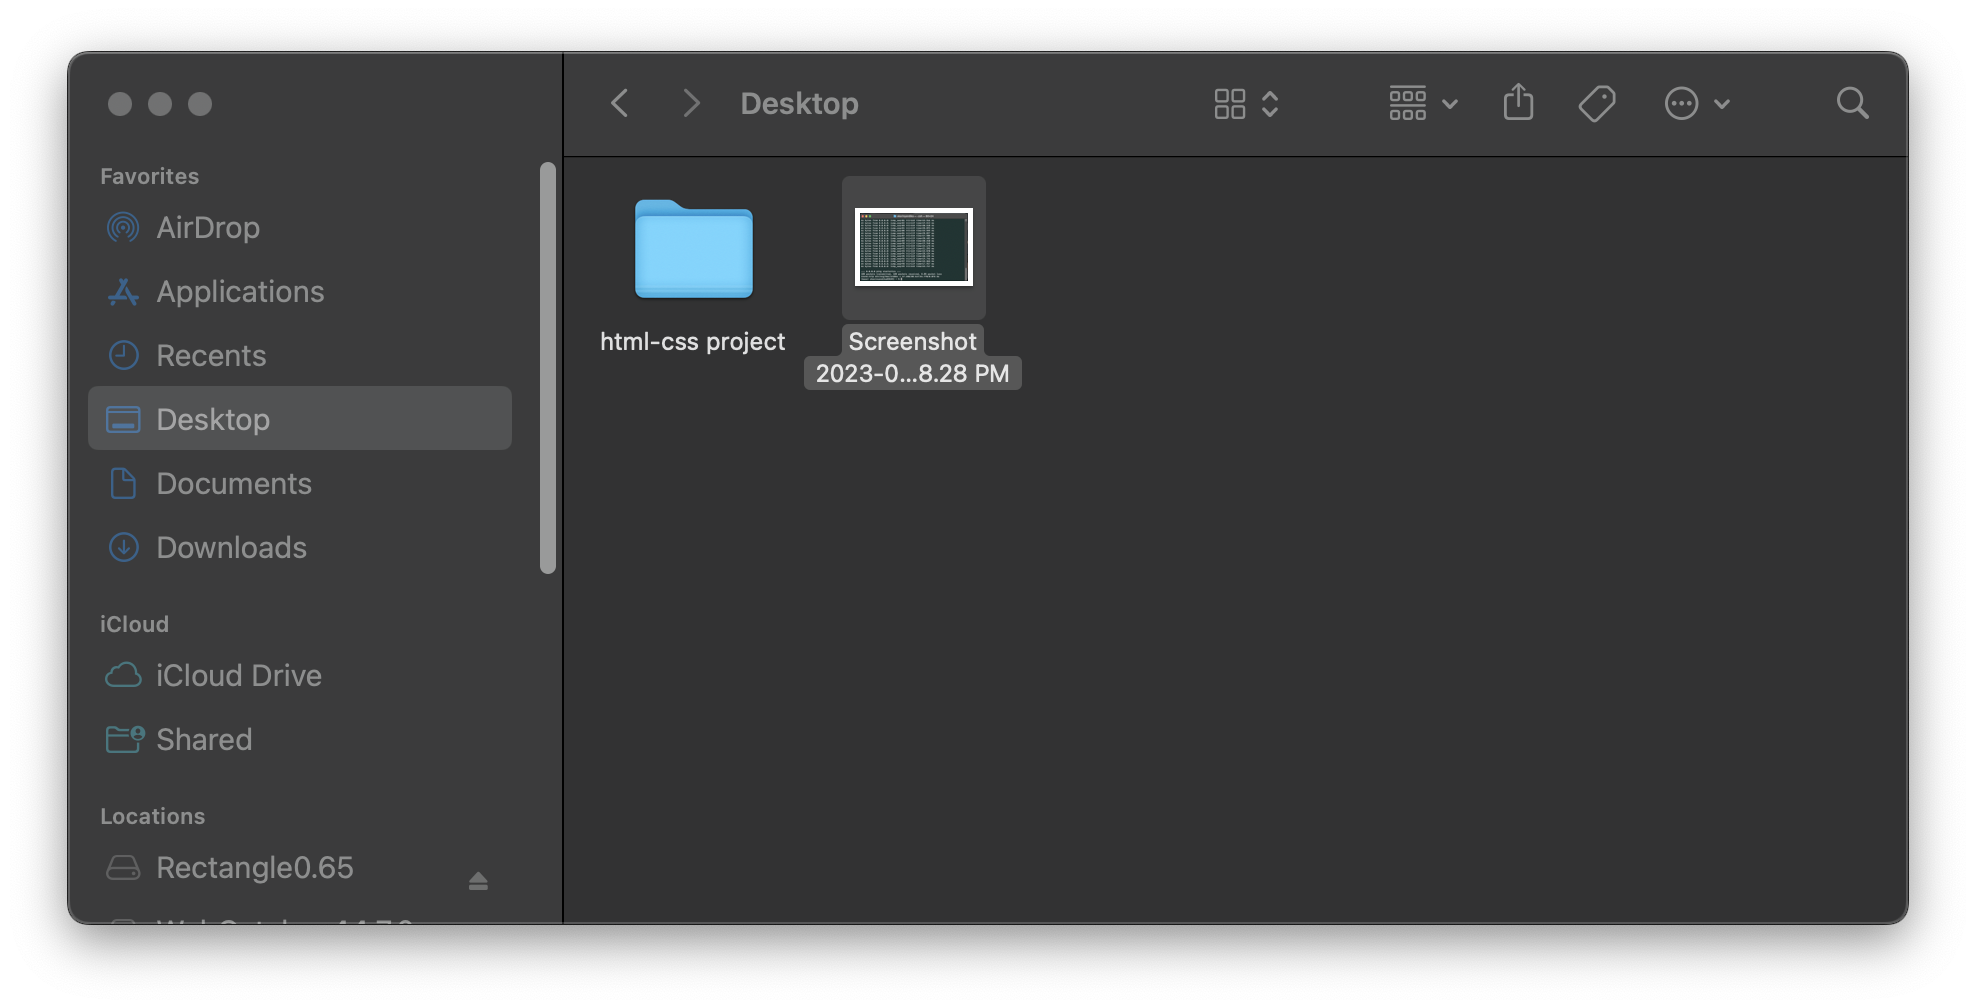 Desktop
Favorites
AirDrop
Applications
Recents
Desktop
Documents
Downloads
iCloud
iCloud Drive
Shared
Locations
Rectangle0.65
html-css project
Screenshot
2023-0...8.28 PM